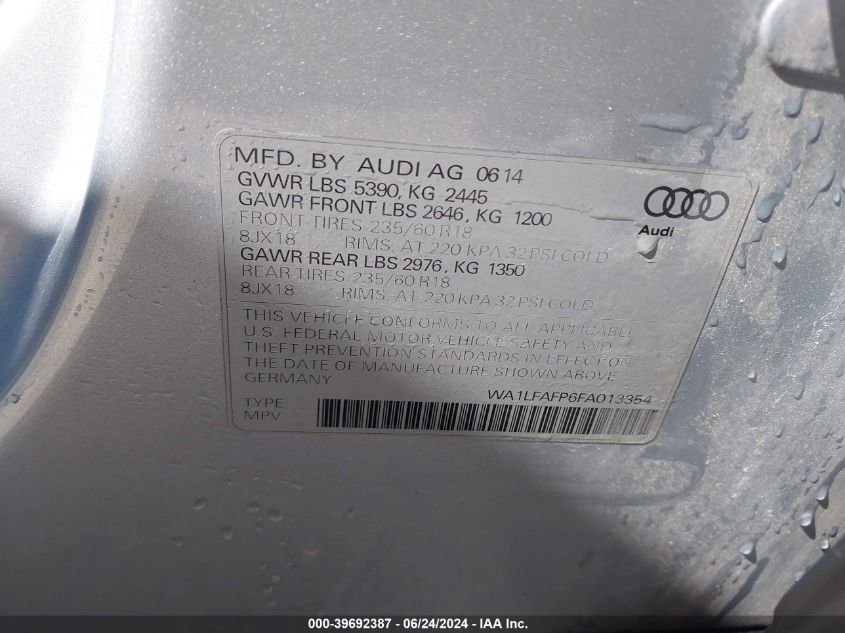 MFD. BY AUDI AG 0614
GVWR LBS 5390, KG 2445
GAWR FRONT LBS 2646, KG 1200
FRONT TIRES 235/60 R18
8JX18 RIMS. AT 220 KPA 32 PSI COLD
GAWR REAR LBS 2976, KG 1350
REAR TIRES 235/60 R18
8JX18 RIMS. AT 220 KPA 32 PSI COLD
Audi
THIS VEHICLE CONFORMS TO ALL APPLICABLE
U.S. FEDERAL MOTOR VEHICLE SAFETY AND
THEFT PREVENTION STANDARDS IN EFFECT ON
THE DATE OF MANUFACTURE SHOWN ABOVE
GERMANY
WA1LFAFP6FA013354
TYPE
MPV
000-39692387 - 06/24/2024 - IAAI.com